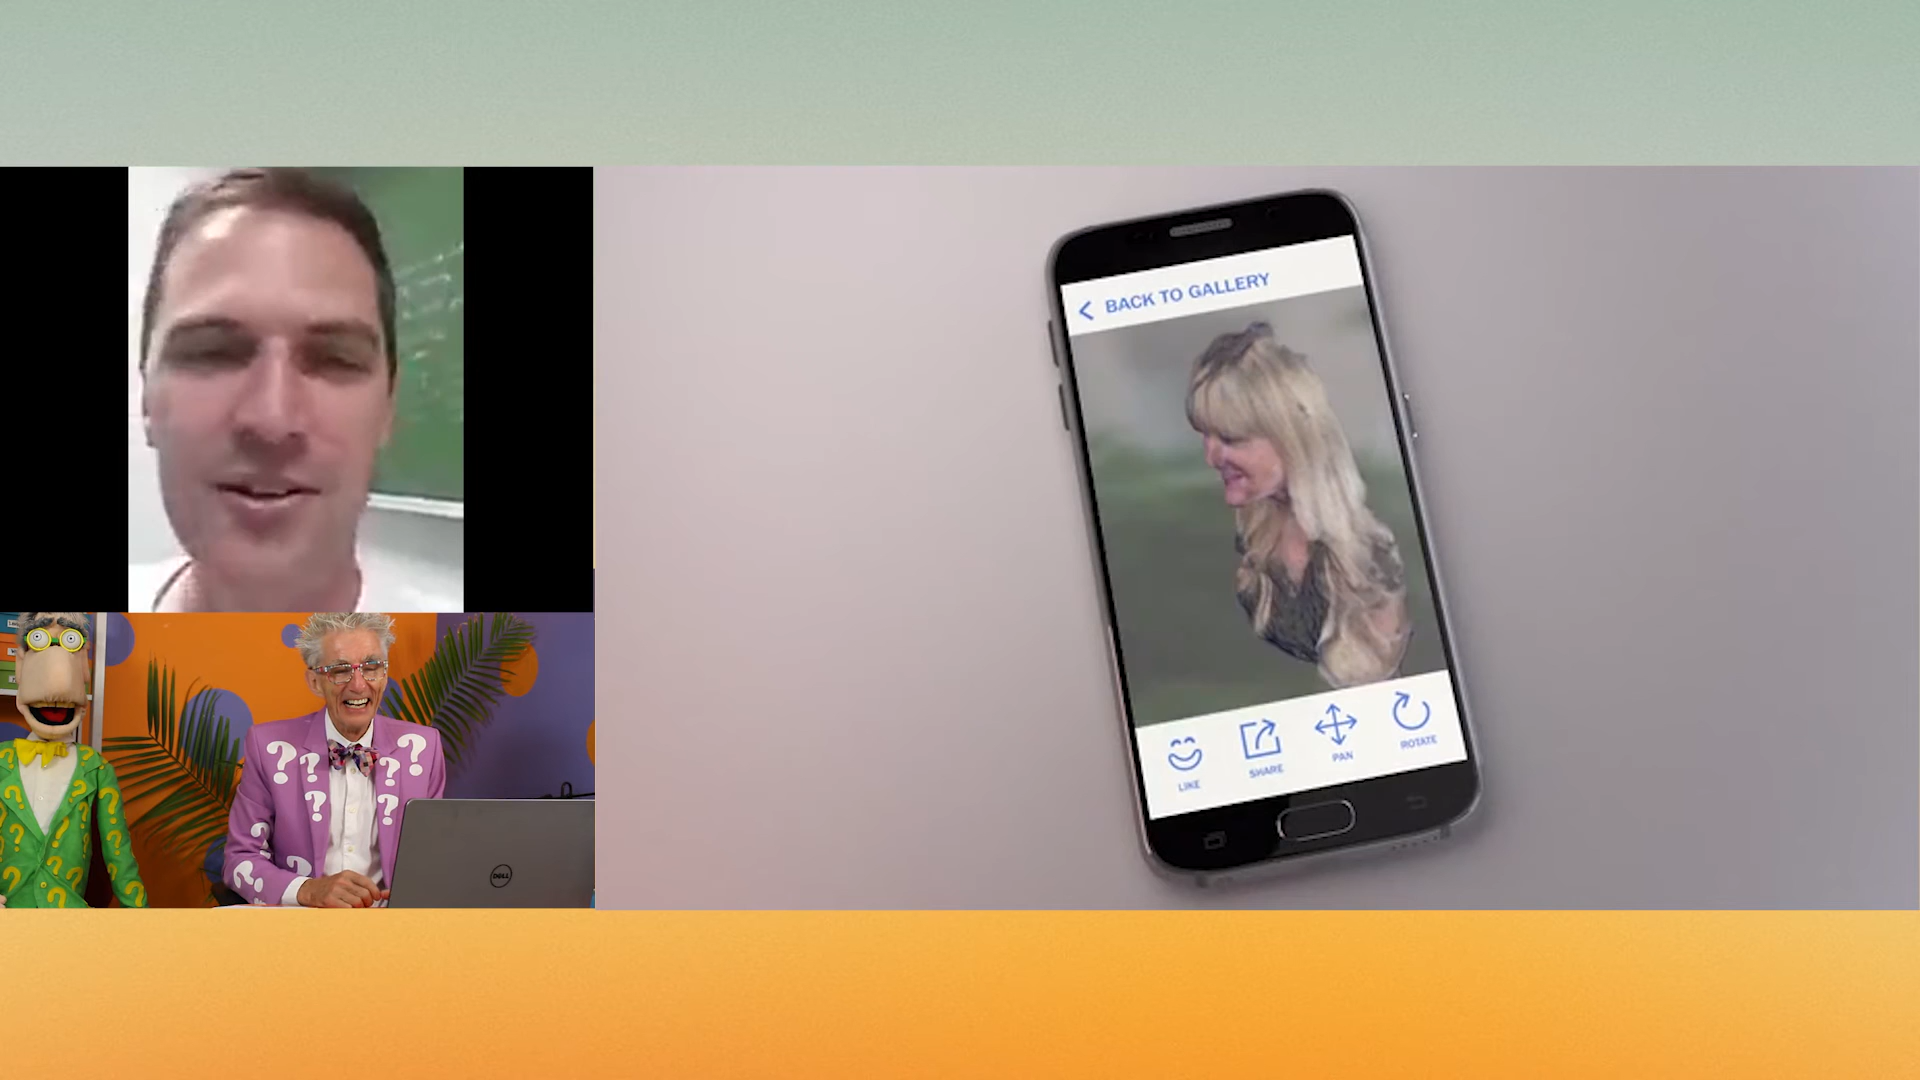 BACK TO GALLERY
LIKE
SHARE
PAN
ROTATE
? ? ? ? ? ? ? ?
DELL